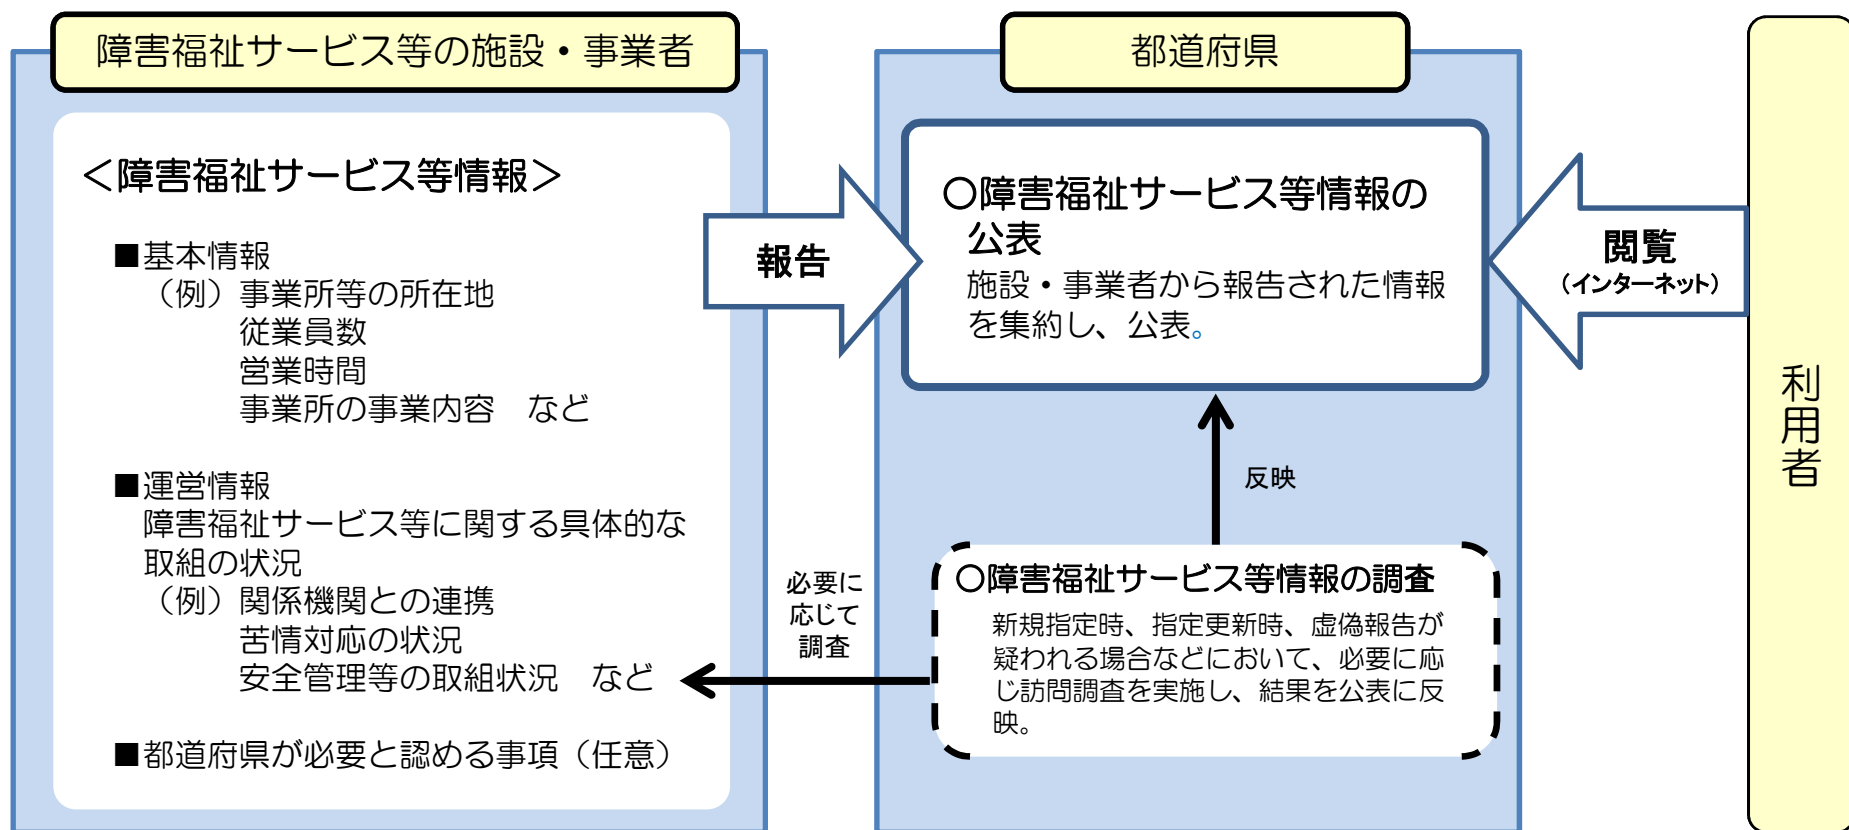 障害福祉サービス等の施設・事業者
＜障害福祉サービス等情報＞
■基本情報
（例）事業所等の所在地
従業員数
営業時間
事業所の事業内容　など
■運営情報
障害福祉サービス等に関する具体的な
取組の状況
（例）関係機関との連携
苦情対応の状況
安全管理等の取組状況　など
■都道府県が必要と認める事項（任意）
報告
必要に
応じて
調査
都道府県
○障害福祉サービス等情報の
公表
施設・事業者から報告された情報
を集約し、公表。
反映
○障害福祉サービス等情報の調査
新規指定時、指定更新時、虚偽報告が
疑われる場合などにおいて、必要に応
じ訪問調査を実施し、結果を公表に反
映。
閲覧
（インターネット）
利用者